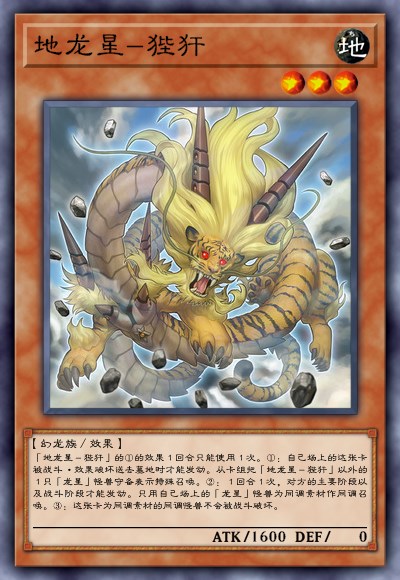 地龙星-狴犴
地
【幻龙族/效果】
「地龙星-狴犴」的①的效果1回合只能使用1次。①：自己场上的这张卡
被战斗·效果破坏送去墓地时才能发动。从卡组把「地龙星-狴犴」以外的
1只「龙星」怪兽守备表示特殊召唤。②：1回合1次，对方的主要阶段以
及战斗阶段才能发动。只用自己场上的「龙星」怪兽为同调素材作同调召
唤。③：这张卡为同调素材的同调怪兽不会被战斗破坏。
ATK/1600 DEF/ 0